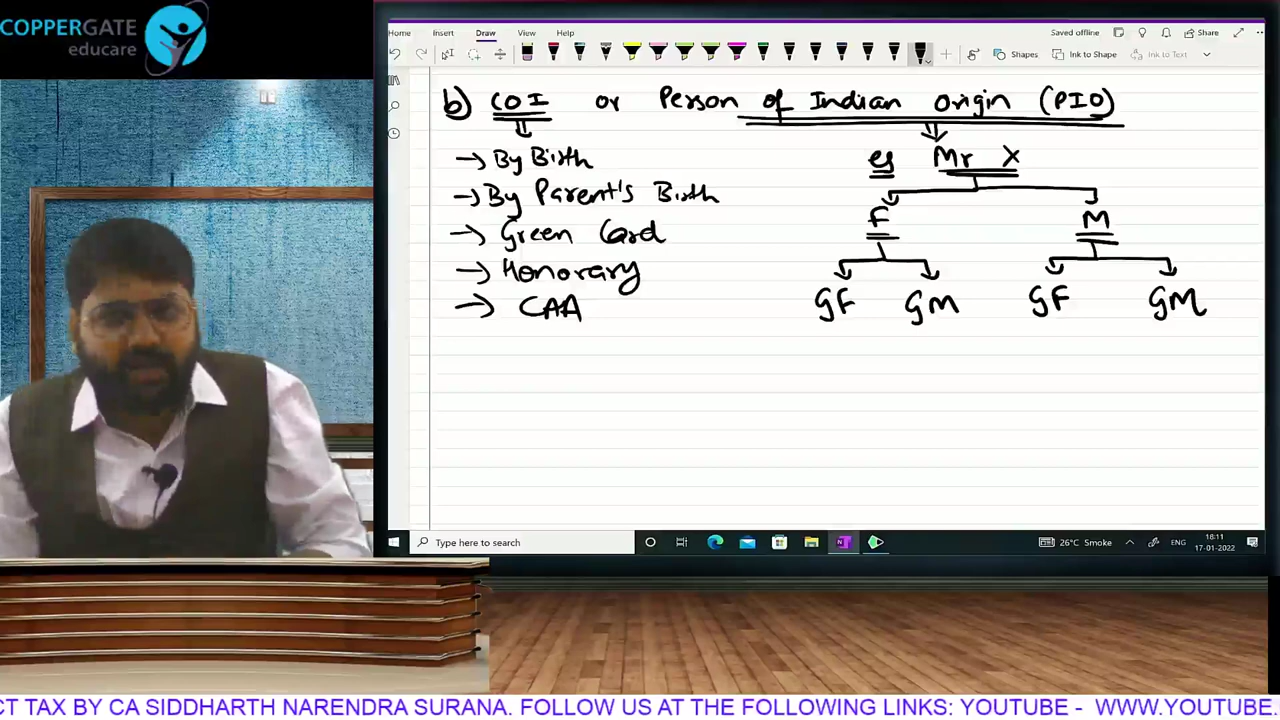 COPPERGATE
educare
Home Insert Draw View Help
Saved offline Share
Shapes Ink to Shape Ink to Text
b) COI or Person of Indian origin (PIO)
→ By Birth
→ By Parent's Birth
→ Green Card
→ Honorary
→ CAA
eg Mr X
F M
GF GM GF GM
Type here to search
26°C Smoke ENG 18:11
17-01-2022
CT TAX BY CA SIDDHARTH NARENDRA SURANA. FOLLOW US AT THE FOLLOWING LINKS: YOUTUBE - WWW.YOUTUBE.